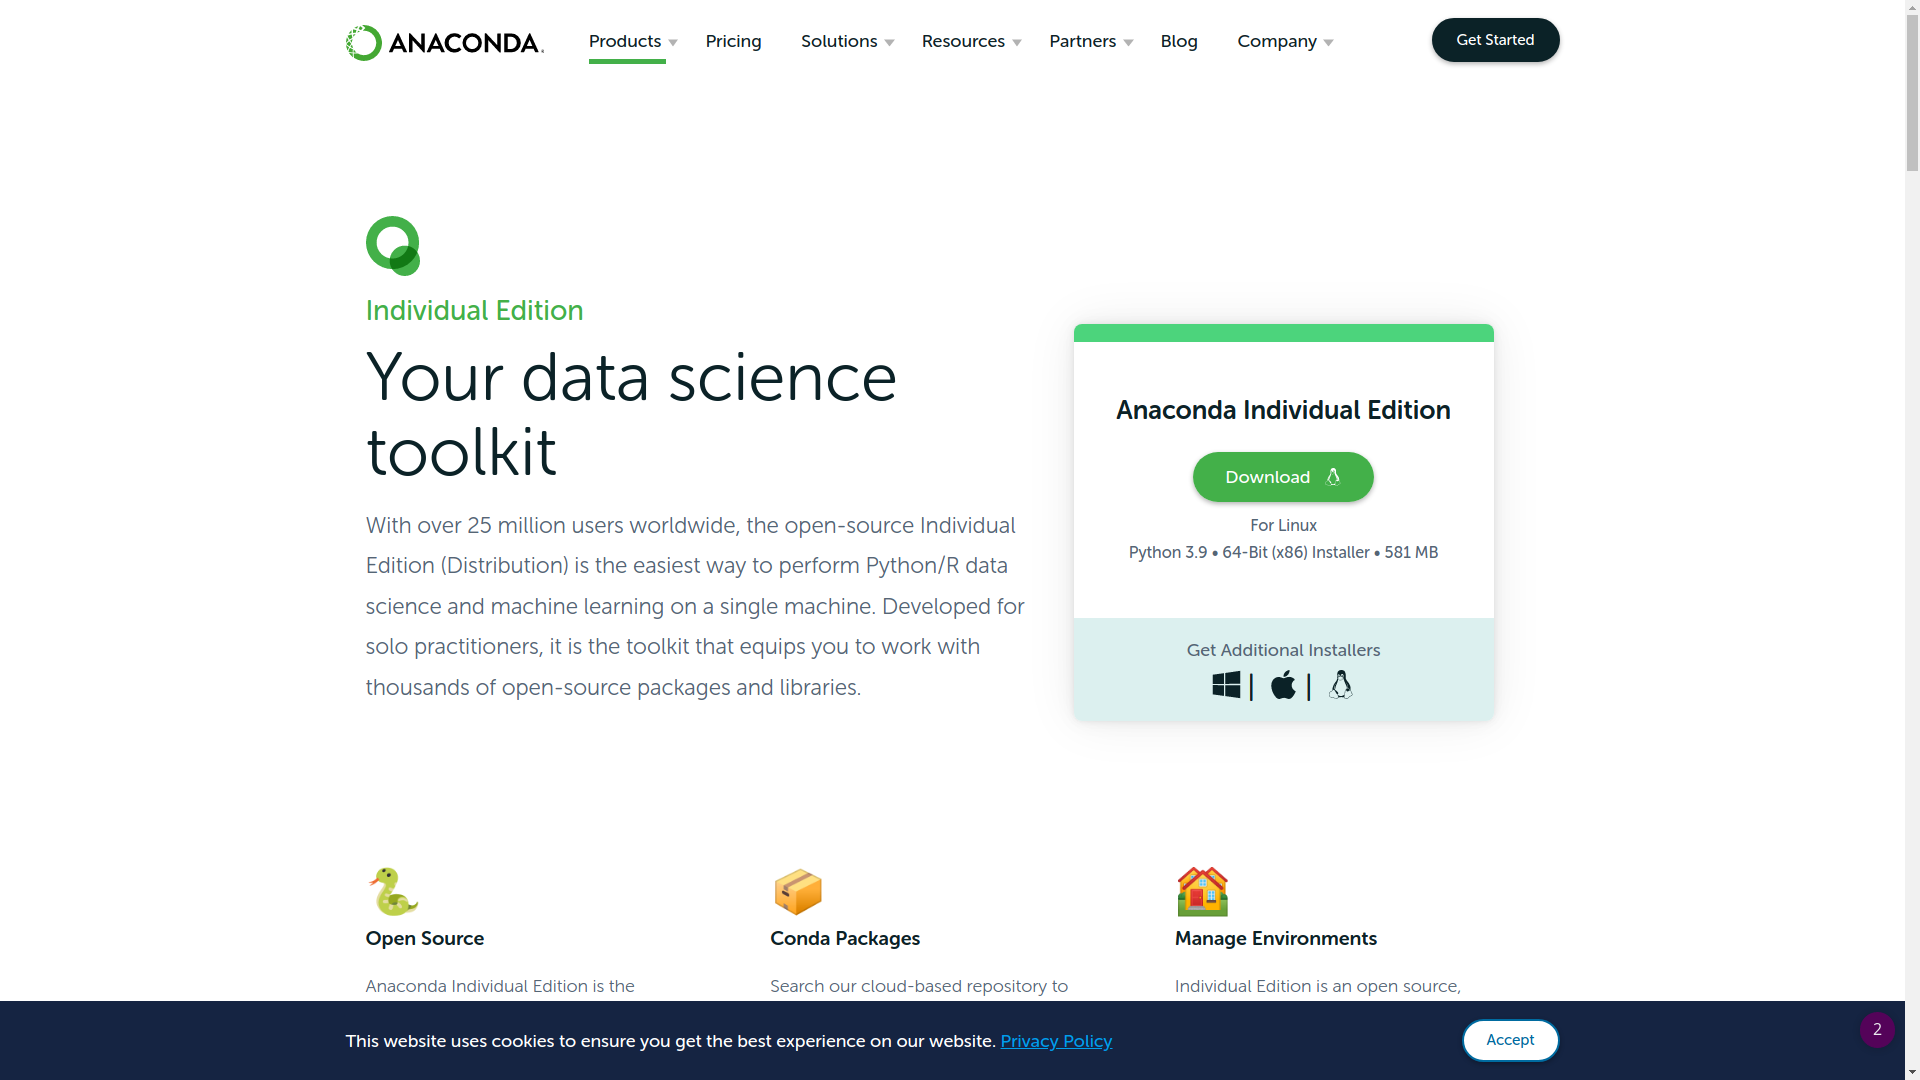 ANACONDA.
Products
Pricing
Solutions
Resources
Partners
Blog
Company
Get Started
Individual Edition
Your data science
toolkit
With over 25 million users worldwide, the open-source Individual
Edition (Distribution) is the easiest way to perform Python/R data
science and machine learning on a single machine. Developed for
solo practitioners, it is the toolkit that equips you to work with
thousands of open-source packages and libraries.
Anaconda Individual Edition
Download
For Linux
Python 3.9 • 64-Bit (x86) Installer • 581 MB
Get Additional Installers
| |
Open Source
Anaconda Individual Edition is the
Conda Packages
Search our cloud-based repository to
Manage Environments
Individual Edition is an open source,
This website uses cookies to ensure you get the best experience on our website. Privacy Policy
Accept
2